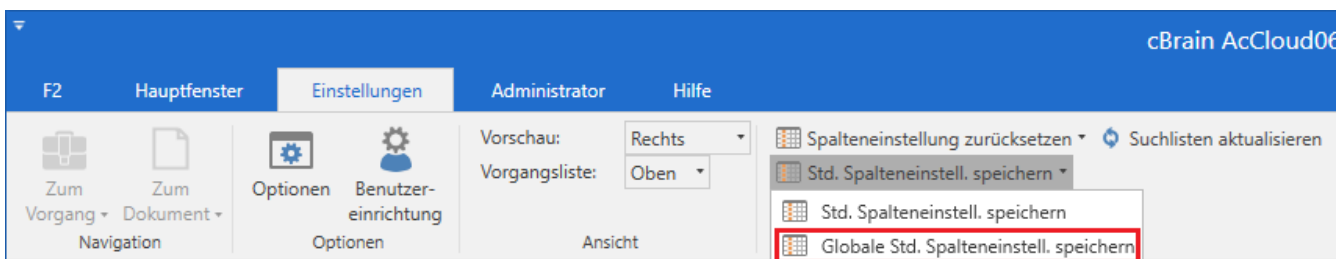 cBrain AcCloud06
F2 Hauptfenster Einstellungen Administrator Hilfe
Zum Vorgang
Zum Dokument
Navigation
Optionen
Benutzer-
einrichtung
Optionen
Vorschau: Rechts
Vorgangsliste: Oben
Ansicht
Spalteneinstellung zurücksetzen
Suchlisten aktualisieren
Std. Spalteneinstell. speichern
Std. Spalteneinstell. speichern
Globale Std. Spalteneinstell. speichern